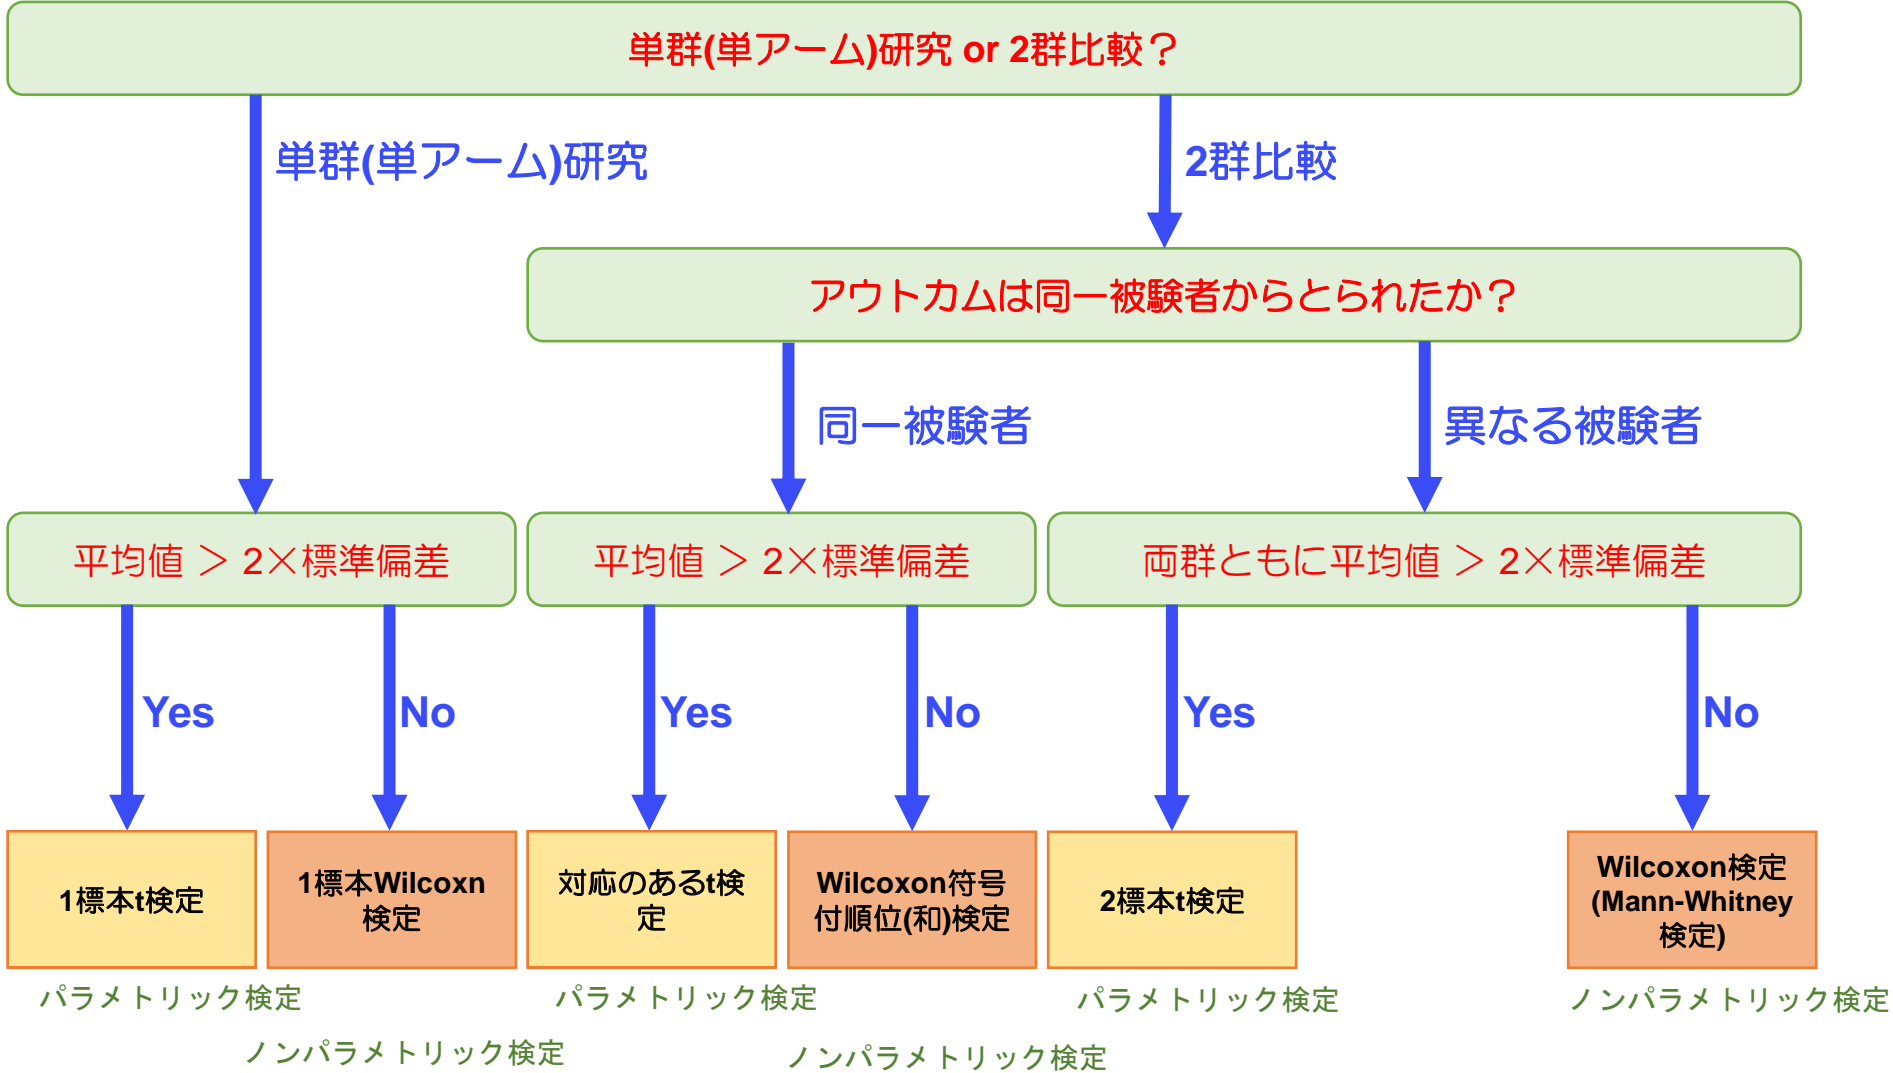 単群(単アーム)研究 or 2群比較？
単群(単アーム)研究
2群比較
アウトカムは同一被験者からとられたか？
同一被験者
異なる被験者
平均値 ＞ 2×標準偏差
平均値 ＞ 2×標準偏差
両群ともに平均値 ＞ 2×標準偏差
Yes
No
Yes
No
Yes
No
1標本t検定
1標本Wilcoxn
検定
対応のあるt検
定
Wilcoxon符号
付順位(和)検定
2標本t検定
Wilcoxon検定
(Mann-Whitney
検定)
パラメトリック検定
パラメトリック検定
パラメトリック検定
ノンパラメトリック検定
ノンパラメトリック検定
ノンパラメトリック検定